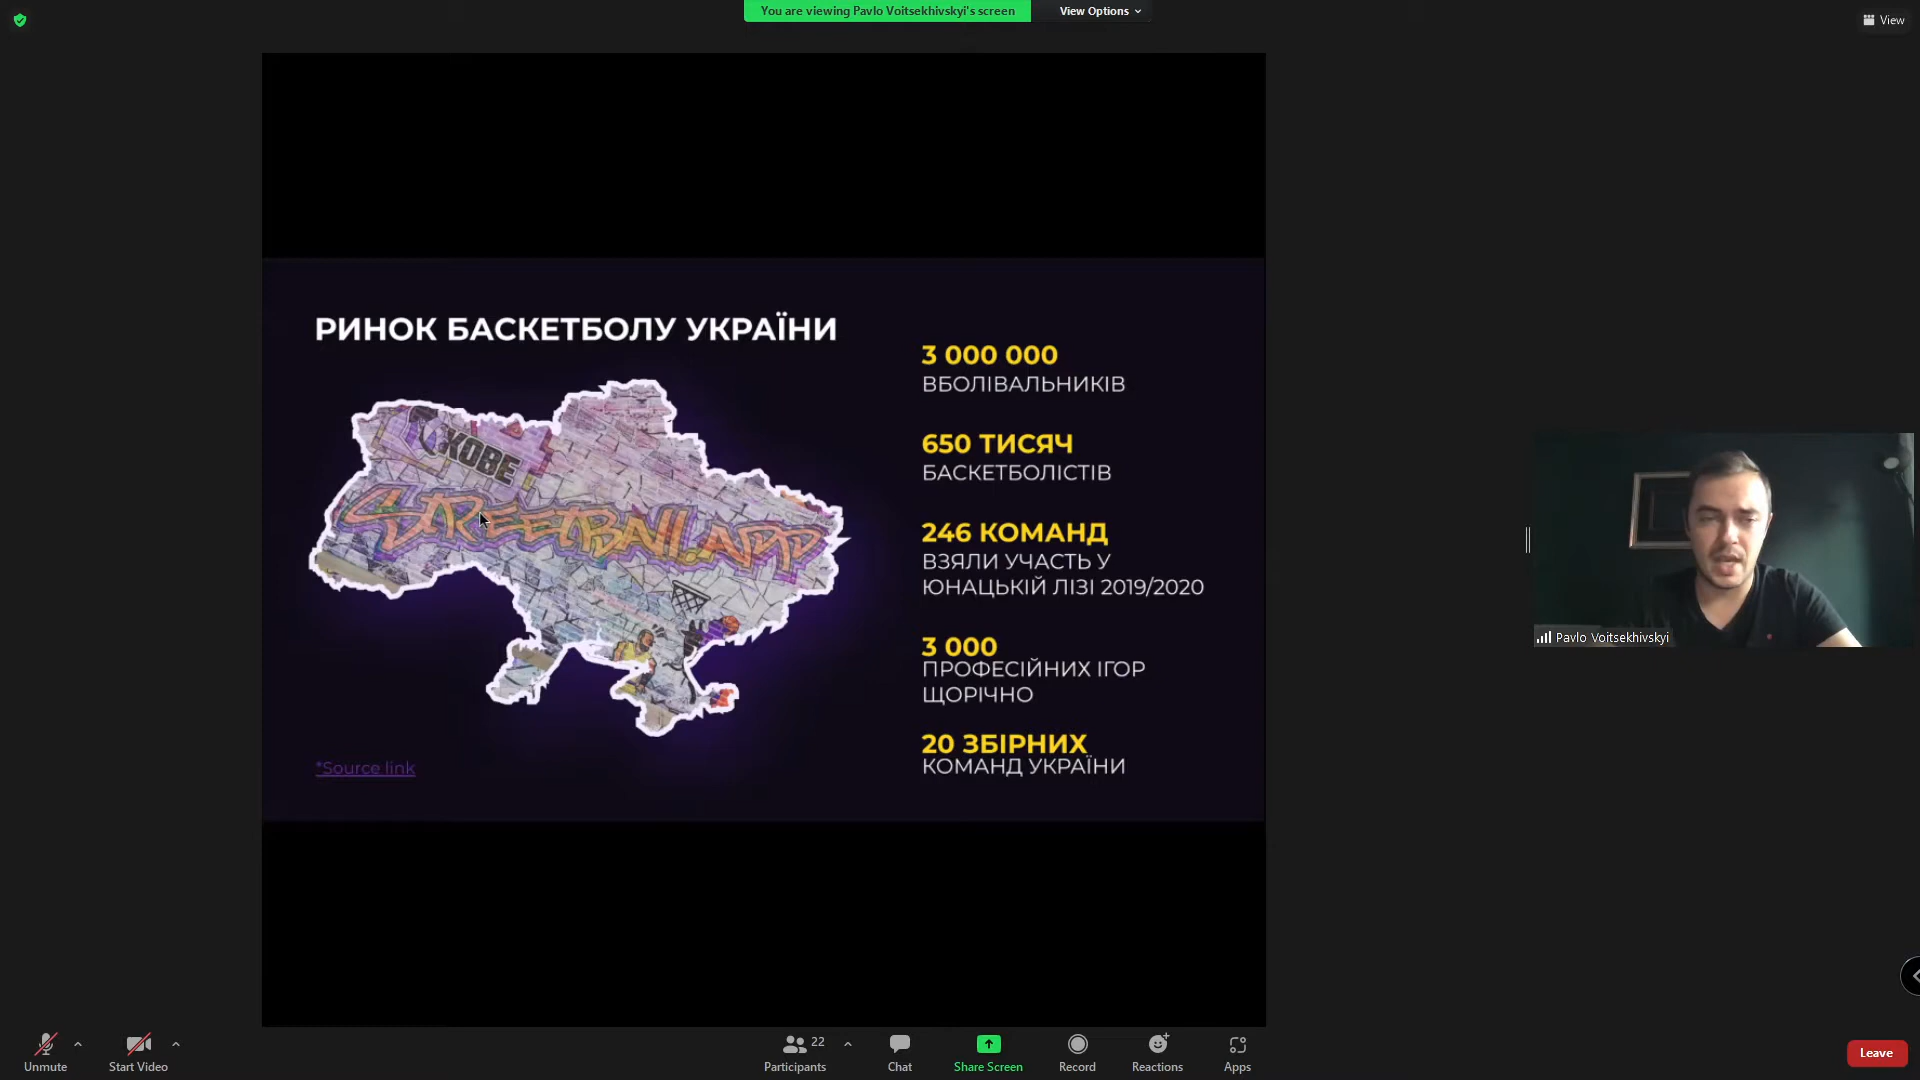 You are viewing Pavlo Voitsekhivskyi's screen
View Options
View
РИНОК БАСКЕТБОЛУ УКРАЇНИ
KOBE
STREETBALL.APP
*Source link
3 000 000
ВБОЛІВАЛЬНИКІВ
650 ТИСЯЧ
БАСКЕТБОЛІСТІВ
246 КОМАНД
ВЗЯЛИ УЧАСТЬ У
ЮНАЦЬКІЙ ЛІЗІ 2019/2020
3 000
ПРОФЕСІЙНИХ ІГОР
ЩОРІЧНО
20 ЗБІРНИХ
КОМАНД УКРАЇНИ
Pavlo Voitsekhivskyi
Unmute
Start Video
22
Participants
Chat
Share Screen
Record
Reactions
Apps
Leave